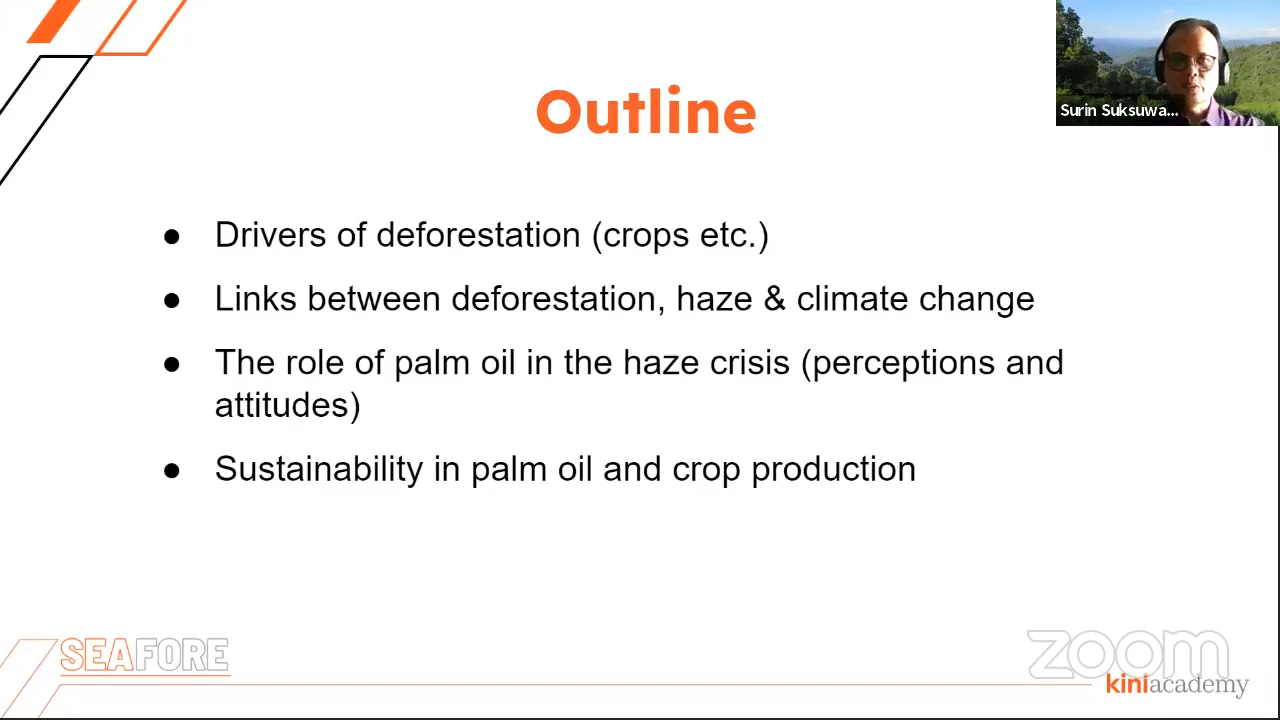 Outline
Surin Suksuwa...
● Drivers of deforestation (crops etc.)
● Links between deforestation, haze & climate change
● The role of palm oil in the haze crisis (perceptions and
attitudes)
● Sustainability in palm oil and crop production
SEAFORE
zoom
kiniacademy